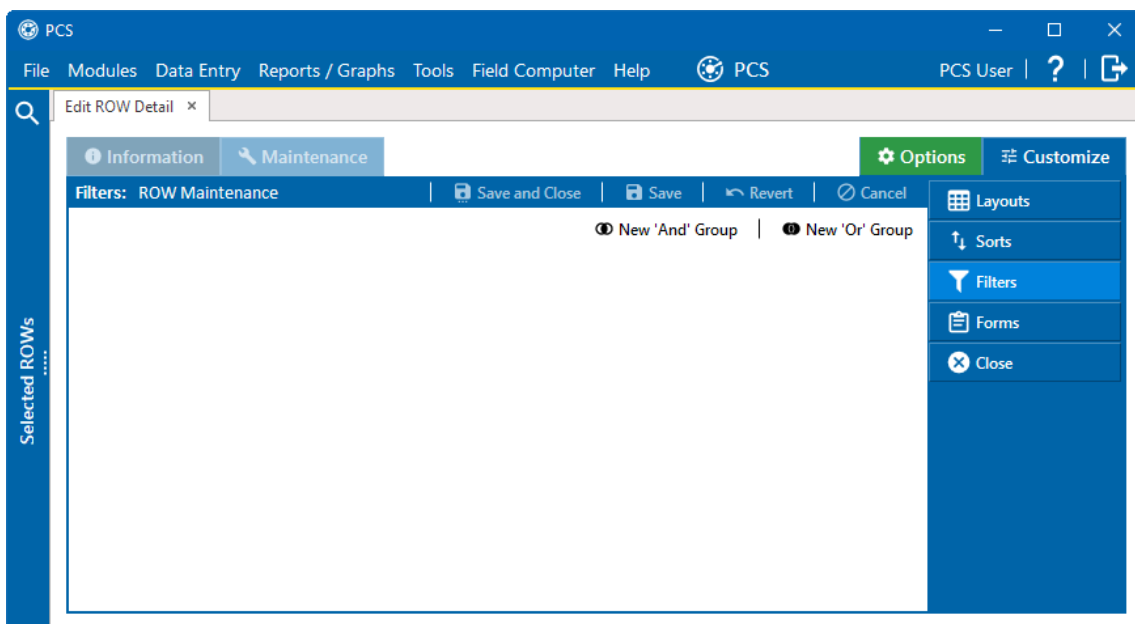 PCS
File Modules Data Entry Reports / Graphs Tools Field Computer Help PCS PCS User | ? |
Edit ROW Detail ×
Information Maintenance Options Customize
Filters: ROW Maintenance | Save and Close | Save | Revert | Cancel
New 'And' Group | New 'Or' Group
Layouts
Sorts
Filters
Forms
Close
Selected ROWs